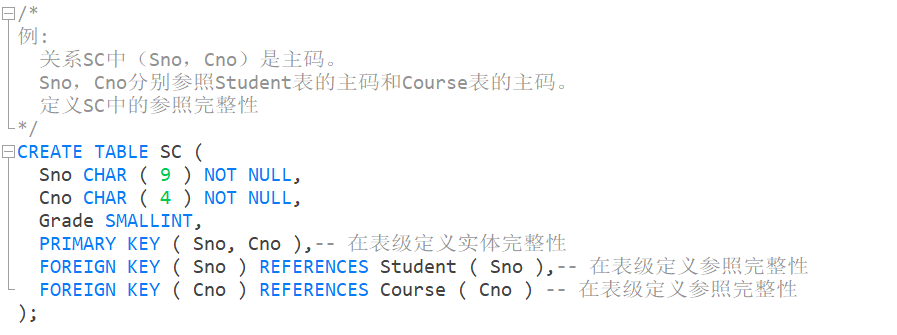 /*
例:
  关系SC中（Sno，Cno）是主码。
  Sno，Cno分别参照Student表的主码和Course表的主码。
  定义SC中的参照完整性
*/
CREATE TABLE SC (
  Sno CHAR ( 9 ) NOT NULL,
  Cno CHAR ( 4 ) NOT NULL,
  Grade SMALLINT,
  PRIMARY KEY ( Sno, Cno ),-- 在表级定义实体完整性
  FOREIGN KEY ( Sno ) REFERENCES Student ( Sno ),-- 在表级定义参照完整性
  FOREIGN KEY ( Cno ) REFERENCES Course ( Cno ) -- 在表级定义参照完整性
);